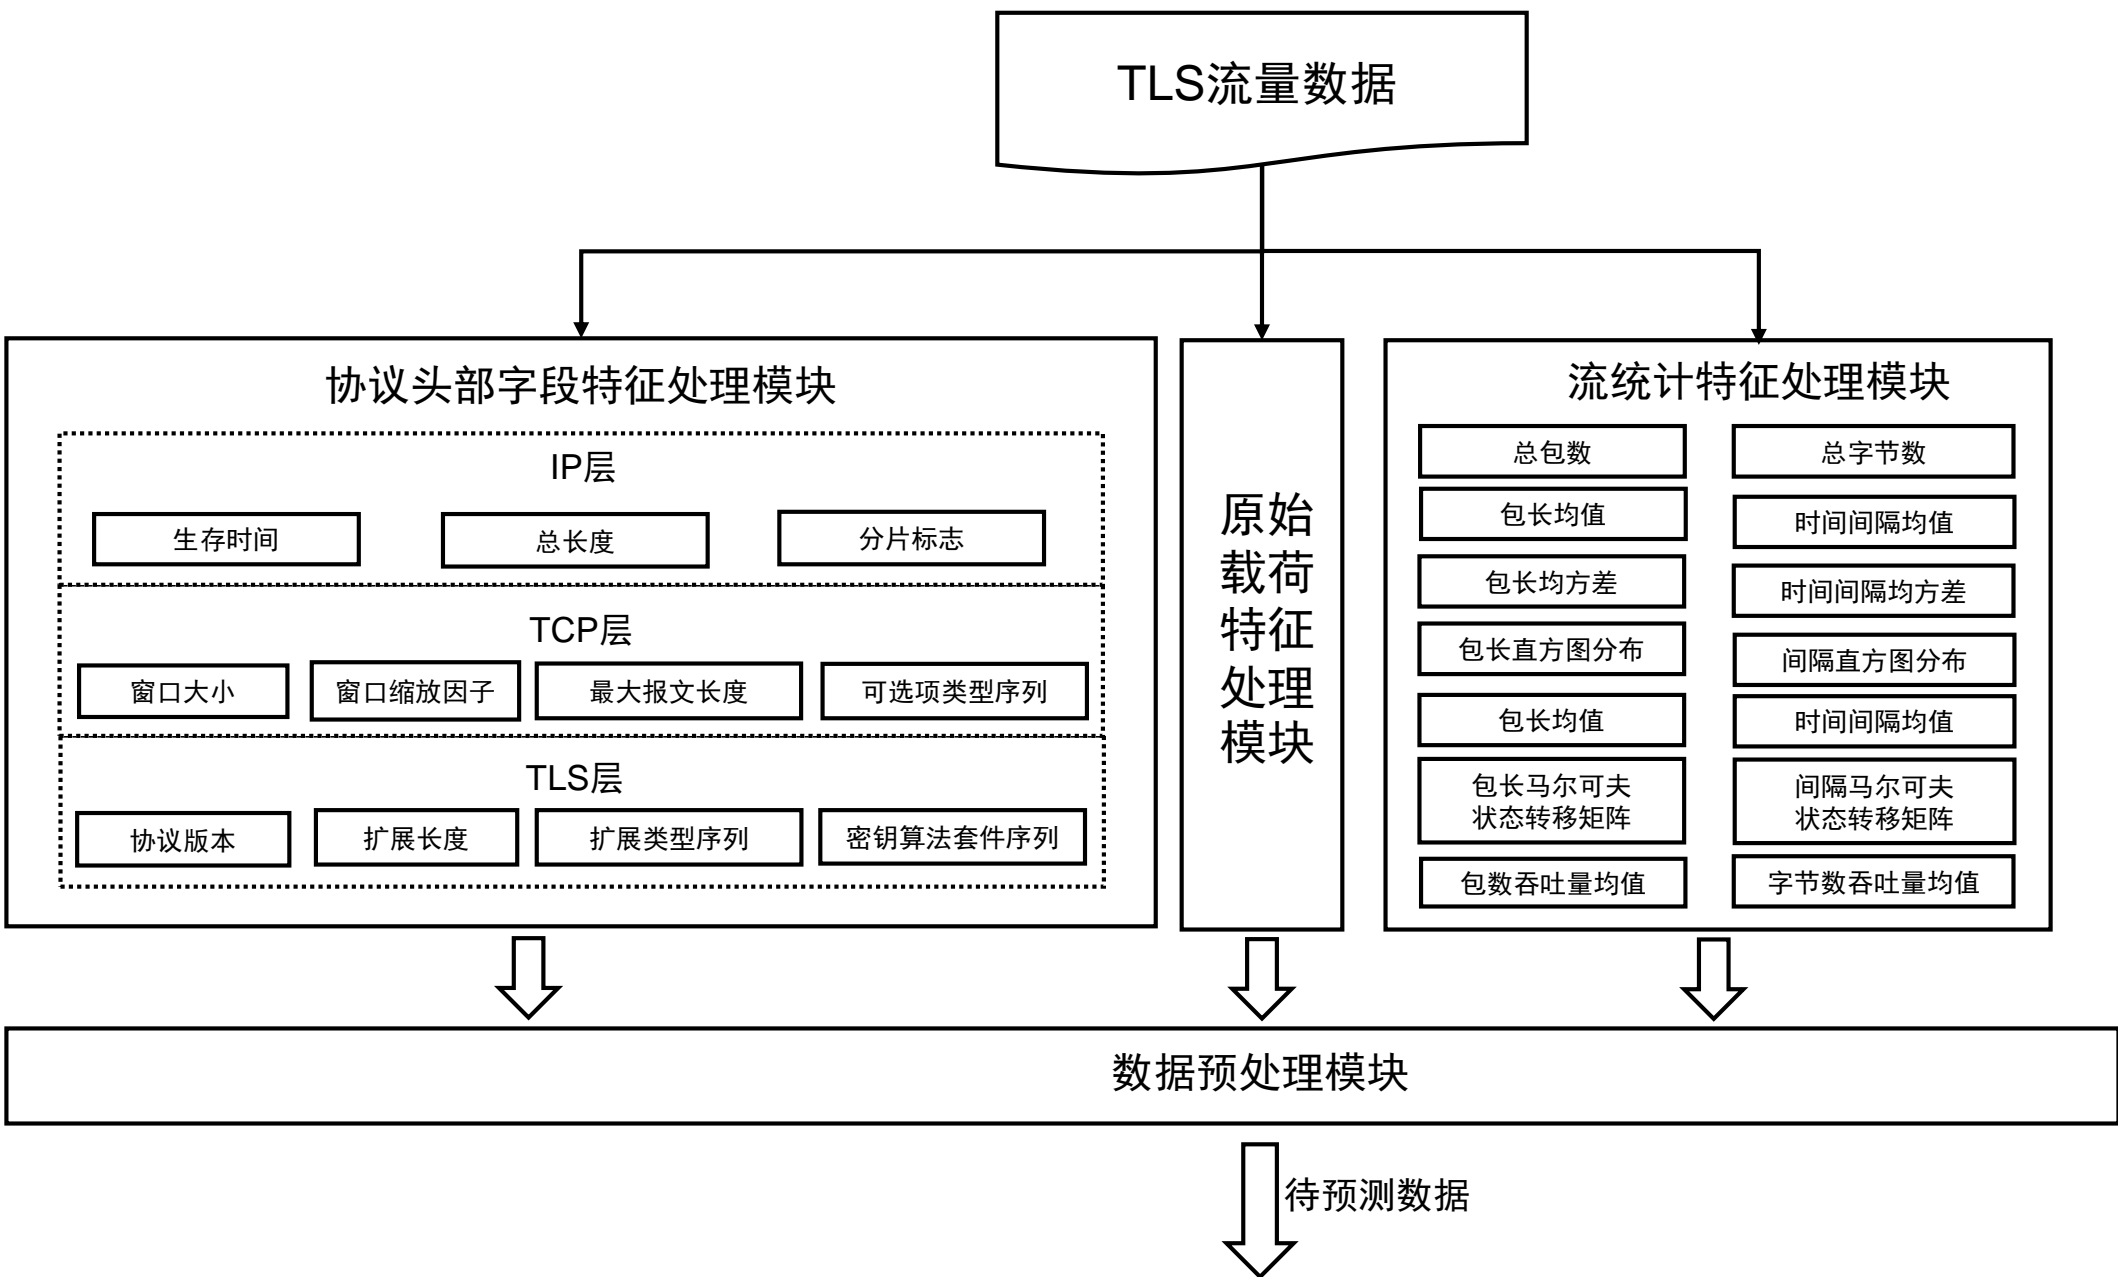 TLS流量数据
协议头部字段特征处理模块
IP层
生存时间
总长度
分片标志
TCP层
窗口大小
窗口缩放因子
最大报文长度
可选项类型序列
TLS层
协议版本
扩展长度
扩展类型序列
密钥算法套件序列
原始
载荷
特征
处理
模块
流统计特征处理模块
总包数
总字节数
包长均值
时间间隔均值
包长均方差
时间间隔均方差
包长直方图分布
间隔直方图分布
包长均值
时间间隔均值
包长马尔可夫
状态转移矩阵
间隔马尔可夫
状态转移矩阵
包数吞吐量均值
字节数吞吐量均值
数据预处理模块
待预测数据